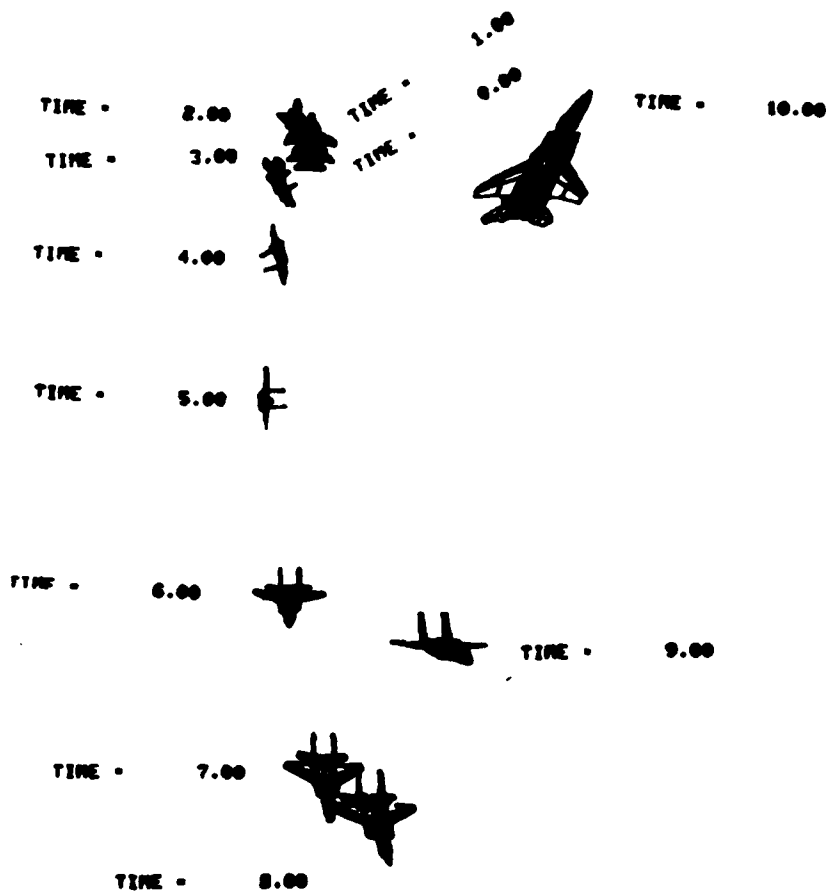 TIME = 1.00
TIME = 0.00
TIME = 2.00
TIME = 10.00
TIME = 3.00
TIME = 4.00
TIME = 5.00
TIME = 6.00
TIME = 9.00
TIME = 7.00
TIME = 8.00